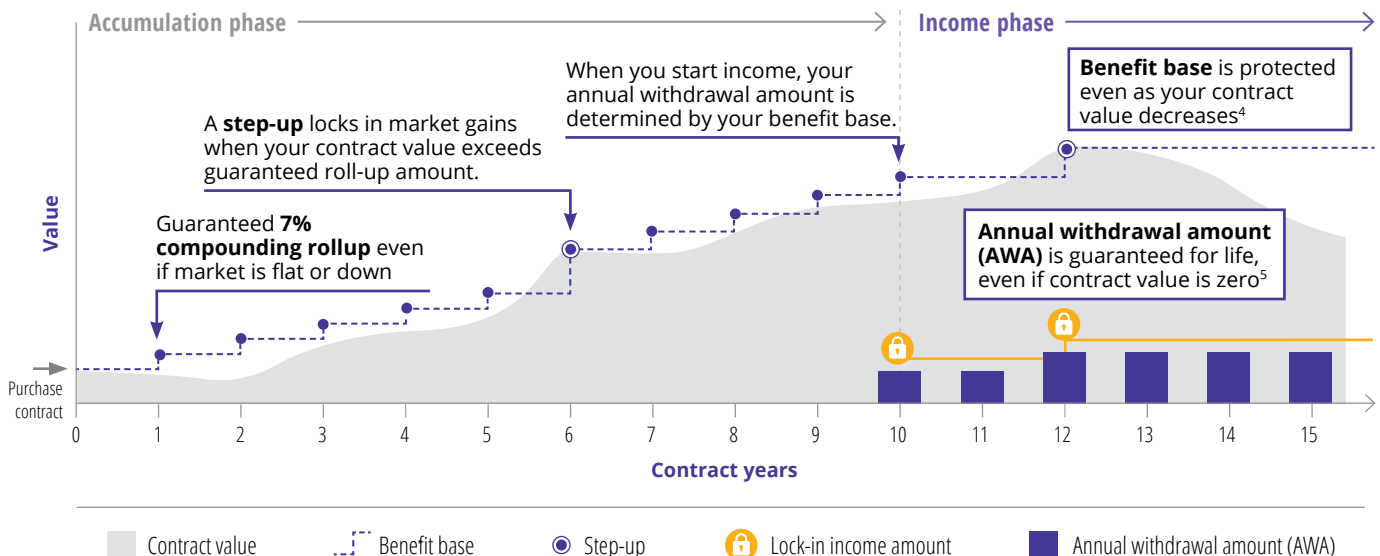 Accumulation phase
Income phase
When you start income, your
annual withdrawal amount is
determined by your benefit base.
Benefit base is protected
even as your contract
value decreases4
A step-up locks in market gains
when your contract value exceeds
guaranteed roll-up amount.
Guaranteed 7%
compounding rollup even
if market is flat or down
Annual withdrawal amount
(AWA) is guaranteed for life,
even if contract value is zero5
Value
Purchase
contract
0 1 2 3 4 5 6 7 8 9 10 11 12 13 14 15
Contract years
Contract value Benefit base Step-up Lock-in income amount Annual withdrawal amount (AWA)